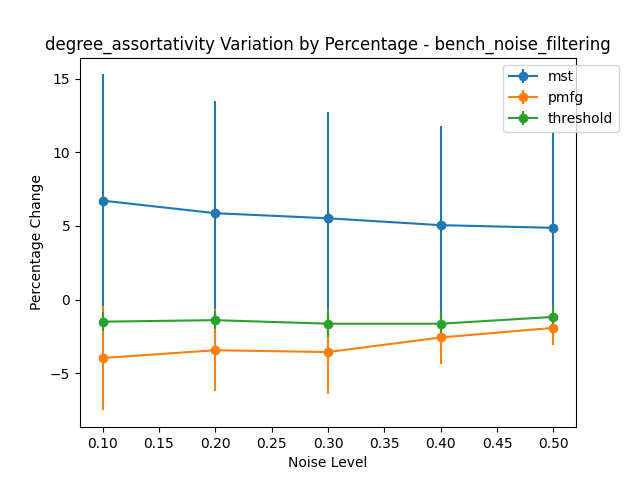 degree_assortativity Variation by Percentage - bench_noise_filtering
mst
pmfg
threshold
Percentage Change
15
10
5
0
−5
0.10 0.15 0.20 0.25 0.30 0.35 0.40 0.45 0.50
Noise Level